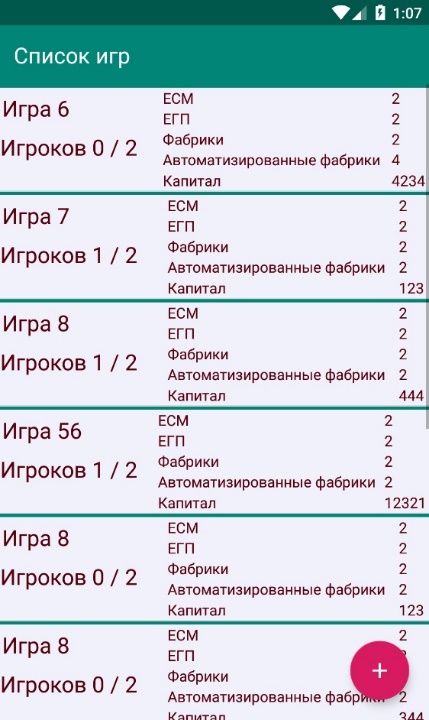 1:07
Список игр
Игра 6
Игроков 0 / 2
ЕСМ 2
ЕГП 2
Фабрики 2
Автоматизированные фабрики 4
Капитал 4234
Игра 7
Игроков 1 / 2
ЕСМ 2
ЕГП 2
Фабрики 2
Автоматизированные фабрики 2
Капитал 123
Игра 8
Игроков 1 / 2
ЕСМ 2
ЕГП 2
Фабрики 2
Автоматизированные фабрики 2
Капитал 444
Игра 56
Игроков 1 / 2
ЕСМ 2
ЕГП 2
Фабрики 2
Автоматизированные фабрики 2
Капитал 12321
Игра 8
Игроков 0 / 2
ЕСМ 2
ЕГП 2
Фабрики 2
Автоматизированные фабрики 2
Капитал 123
Игра 8
Игроков 0 / 2
ЕСМ 2
ЕГП
Фабрики
Автоматизированные фабрики 2
Капитал 344
+